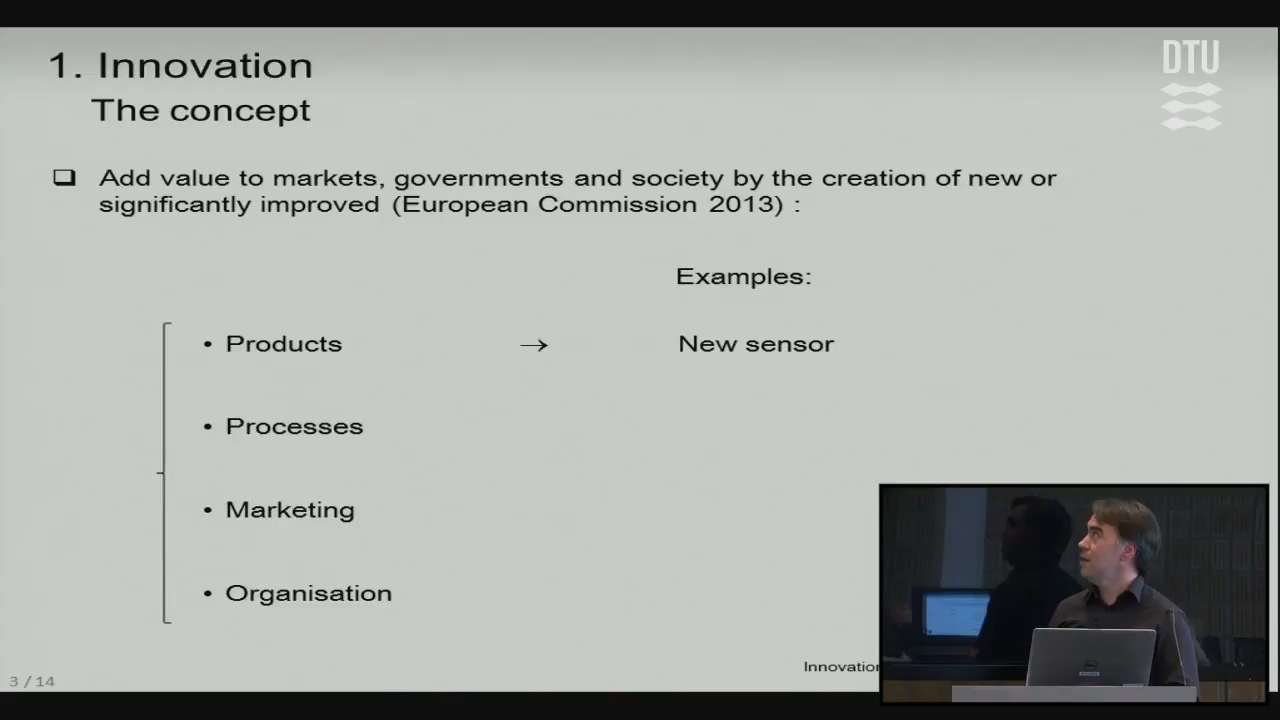 1. Innovation
The concept
DTU
❑ Add value to markets, governments and society by the creation of new or
significantly improved (European Commission 2013) :
Examples:
• Products → New sensor
• Processes
• Marketing
• Organisation
Innovation
3 / 14